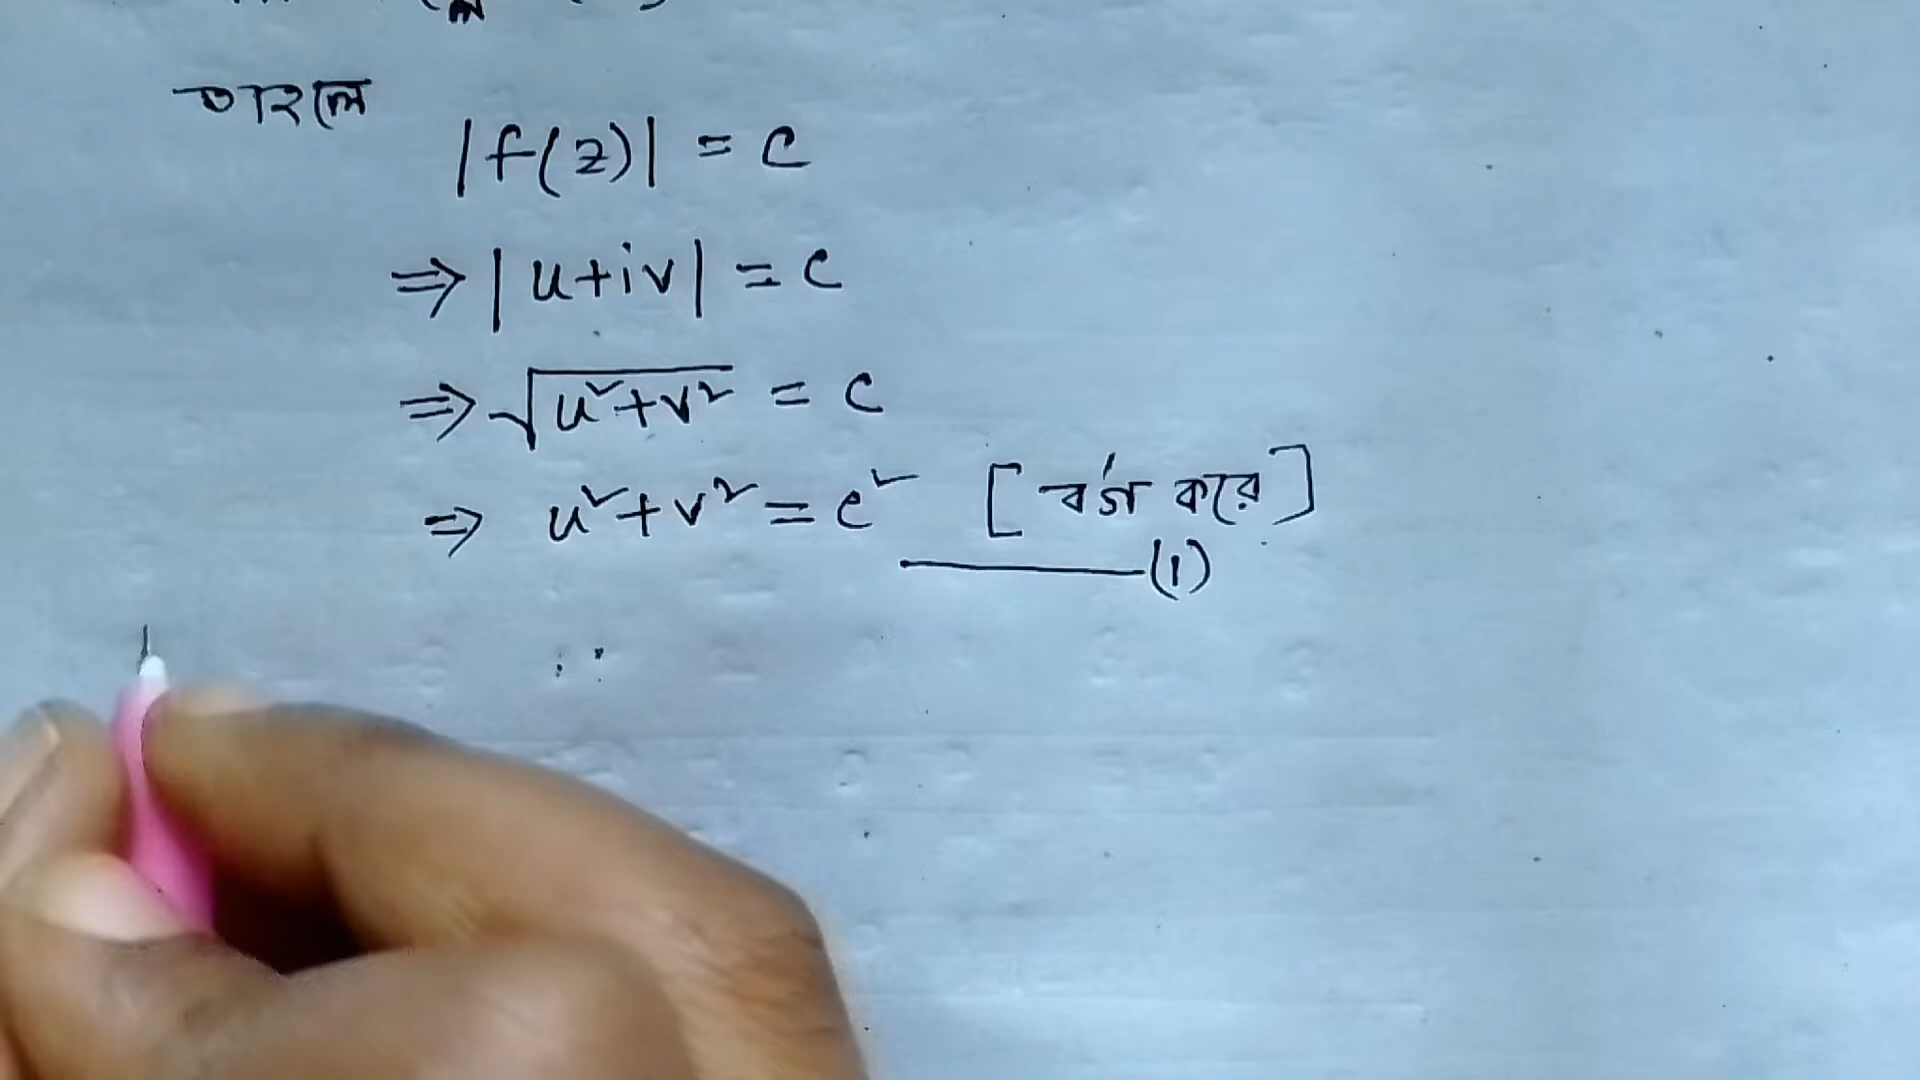 তাহলে
|f(z)| = c
⇒ |u+iv| = c
⇒ √u²+v² = c
⇒ u²+v² = c² [বর্গ করে]
(1)